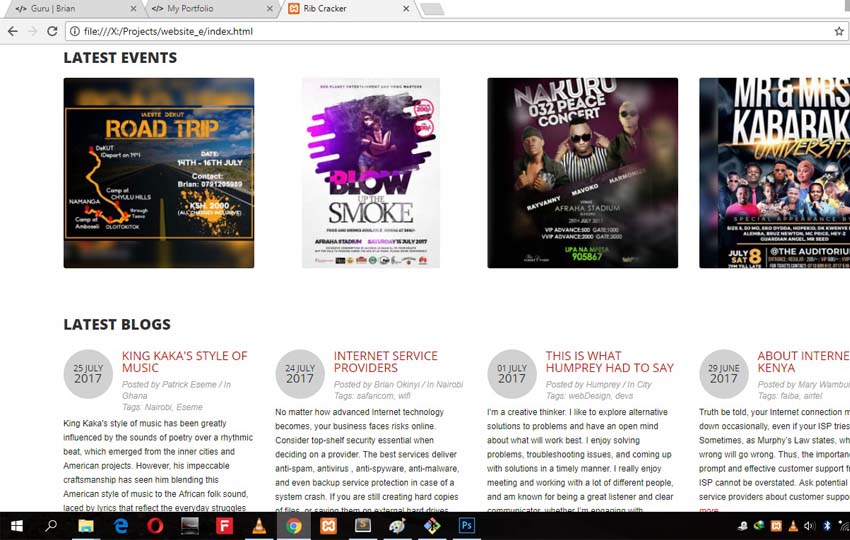 Guru | Brian
My Portfolio
Rib Cracker
file:///X:/Projects/website_e/index.html
LATEST EVENTS
IAESTE DEKUT
ROAD TRIP
DeKUT
(Depart on 14th)
DATE:
14TH - 16TH JULY
Contact:
Brian: 0791205989
Camp at
CHYULU HILLS
NAMANGA
through
Tsavo
Camp at
Amboseli
OLOITOKTOK
KSH. 2000
(ALL CHARGES INCLUSIVE)
BLOW
UP THE
SMOKE
AFRAHA STADIUM SATURDAY 15 JULY 2017
NAKURU
032 PEACE
CONCERT
RAYVANNY
MAVOKO
HARMONIZE
VENUE
AFRAHA STADIUM
28TH JULY 2017
VIP ADVANCE:500 GATE:1000
VVIP ADVANCE:2000 GATE:3000
LIPA NA MPESA
905867
MR & MRS
KABARAK
UNIVERSITY
SPECIAL APPEARANCE BY
JULY
SAT 8
7PM TILL LATE
@THE AUDITORIU
LATEST BLOGS
25 JULY
2017
KING KAKA'S STYLE OF
MUSIC
Posted by Patrick Eseme / In
Ghana
Tags: Nairobi, Eseme
King Kaka's style of music has been greatly
influenced by the sounds of poetry over a rhythmic
beat, which emerged from the inner cities and
American projects. However, his impeccable
craftsmanship has seen him blending this
American style of music to the African folk sound,
laced by lyrics that reflect the everyday struggles
24 JULY
2017
INTERNET SERVICE
PROVIDERS
Posted by Brian Okinyi / In Nairobi
Tags: safaricom, wifi
No matter how advanced Internet technology
becomes, your business faces risks online.
Consider top-shelf security essential when
deciding on a provider. The best services deliver
anti-spam, antivirus , anti-spyware, anti-malware,
and even backup service protection in case of a
system crash. If you are still creating hard copies
of files, or saving them on external hard drives
01 JULY
2017
THIS IS WHAT
HUMPREY HAD TO SAY
Posted by Humprey / In City
Tags: webDesign, devs
I'm a creative thinker. I like to explore alternative
solutions to problems and have an open mind
about what will work best. I enjoy solving
problems, troubleshooting issues, and coming up
with solutions in a timely manner. I really enjoy
meeting and working with a lot of different people,
and am known for being a great listener and clear
communicator, whether I'm engaging with
29 JUNE
2017
ABOUT INTERNE
KENYA
Posted by Mary Wambui
Tags: faiba, airtel
Truth be told, your Internet connection m
down occasionally, even if your ISP tries
Sometimes, as Murphy's Law states, wh
wrong will go wrong. Thus, the importan
prompt and effective customer support fr
ISP cannot be overstated. Ask potential
service providers about customer suppo
more